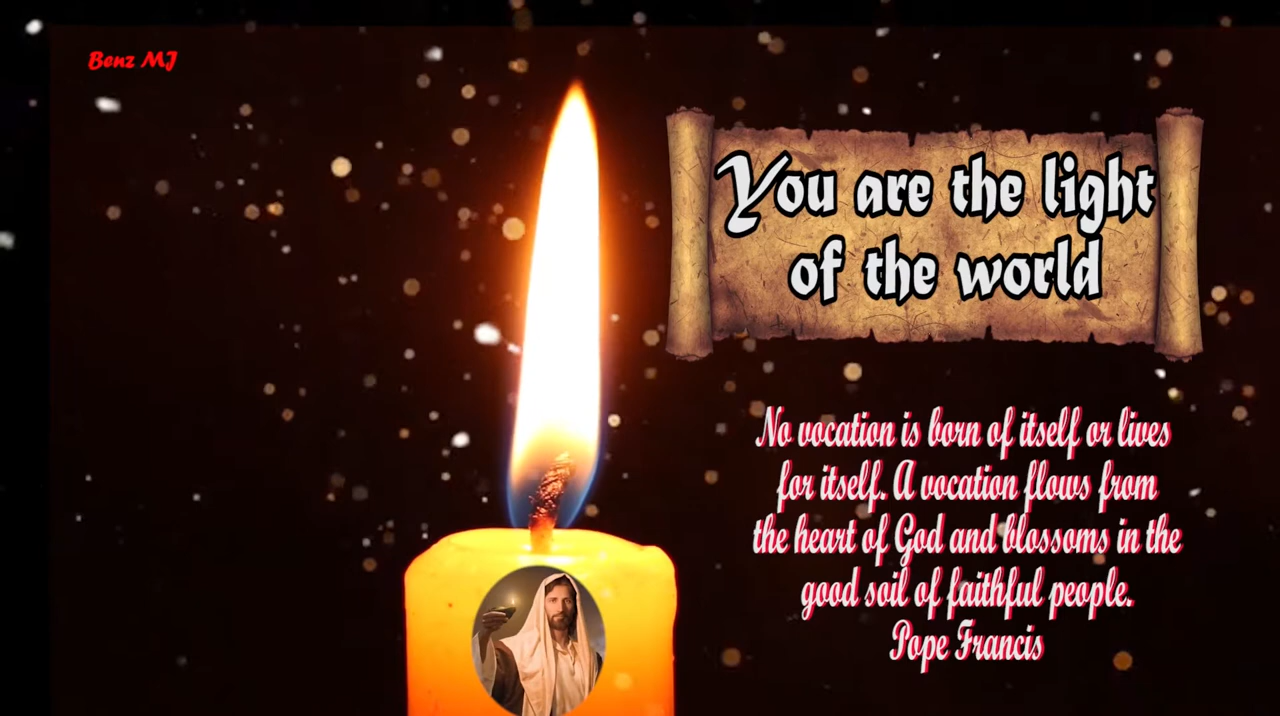 Benz MJ
You are the light
of the world
No vocation is born of itself or lives
for itself. A vocation flows from
the heart of God and blossoms in the
good soil of faithful people.
Pope Francis